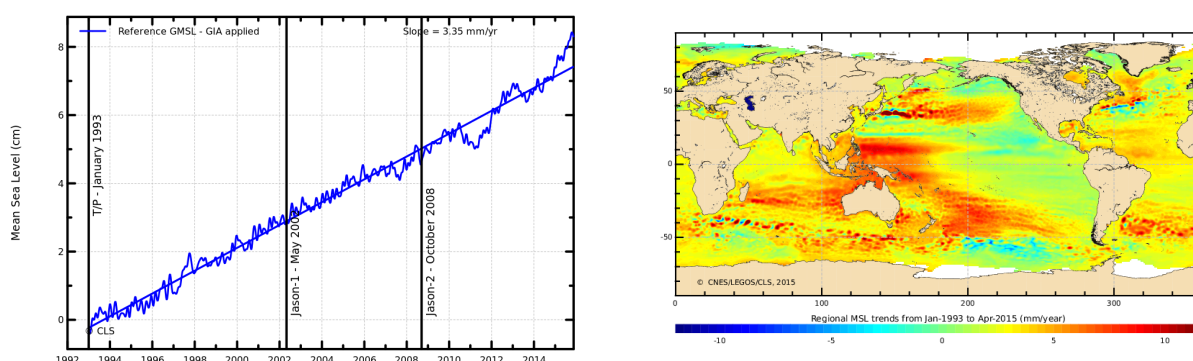 Reference GMSL - GIA applied
Slope = 3.35 mm/yr
Mean Sea Level (cm)
8
6
4
2
0
T/P - January 1993
Jason-1 - May 200
Jason-2 - October 2008
© CLS
1992 1994 1996 1998 2000 2002 2004 2006 2008 2010 2012 2014
50
0
-50
© CNES/LEGOS/CLS, 2015
0 100 200 300
Regional MSL trends from Jan-1993 to Apr-2015 (mm/year)
-10 -5 0 5 10